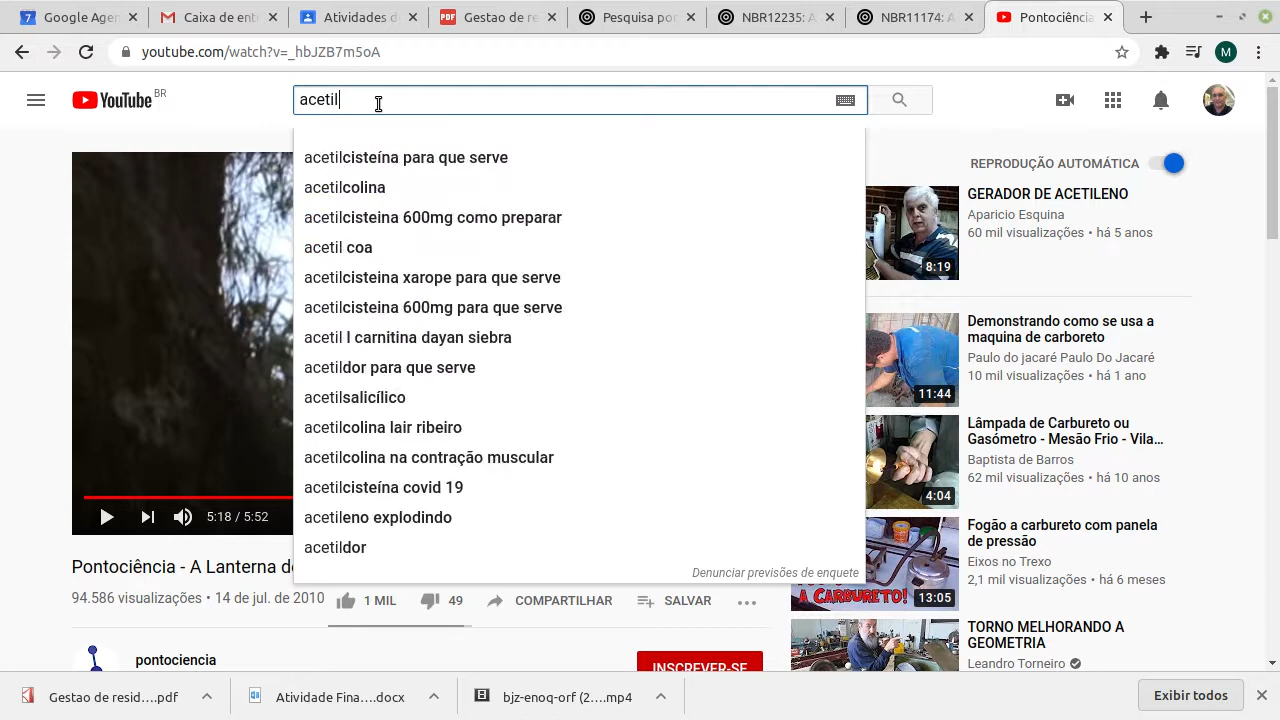 Google Agen
Caixa de ent
Atividades d
Gestao de re
Pesquisa por
NBR12235: A
NBR11174: A
Pontociência
youtube.com/watch?v=_hbJZB7m5oA
M
YouTube BR
acetil
acetilcisteína para que serve
acetilcolina
acetilcisteina 600mg como preparar
acetil coa
acetilcisteina xarope para que serve
acetilcisteina 600mg para que serve
acetil l carnitina dayan siebra
acetildor para que serve
acetilsalicílico
acetilcolina lair ribeiro
acetilcolina na contração muscular
acetilcisteína covid 19
acetileno explodindo
acetildor
Denunciar previsões de enquete
5:18 / 5:52
Pontociência - A Lanterna d
94.586 visualizações • 14 de jul. de 2010
1 MIL
49
COMPARTILHAR
SALVAR
pontociencia
INSCREVER-SE
REPRODUÇÃO AUTOMÁTICA
GERADOR DE ACETILENO
Aparicio Esquina
60 mil visualizações • há 5 anos
8:19
Demonstrando como se usa a
maquina de carboreto
Paulo do jacaré Paulo Do Jacaré
10 mil visualizações • há 1 ano
11:44
Lâmpada de Carbureto ou
Gasómetro - Mesão Frio - Vila...
Baptista de Barros
62 mil visualizações • há 10 anos
4:04
Fogão a carbureto com panela
de pressão
Eixos no Trexo
2,1 mil visualizações • há 6 meses
A CARBURETO!
13:05
TORNO MELHORANDO A
GEOMETRIA
Leandro Torneiro
Gestao de resid....pdf
Atividade Fina....docx
bjz-enoq-orf (2....mp4
Exibir todos